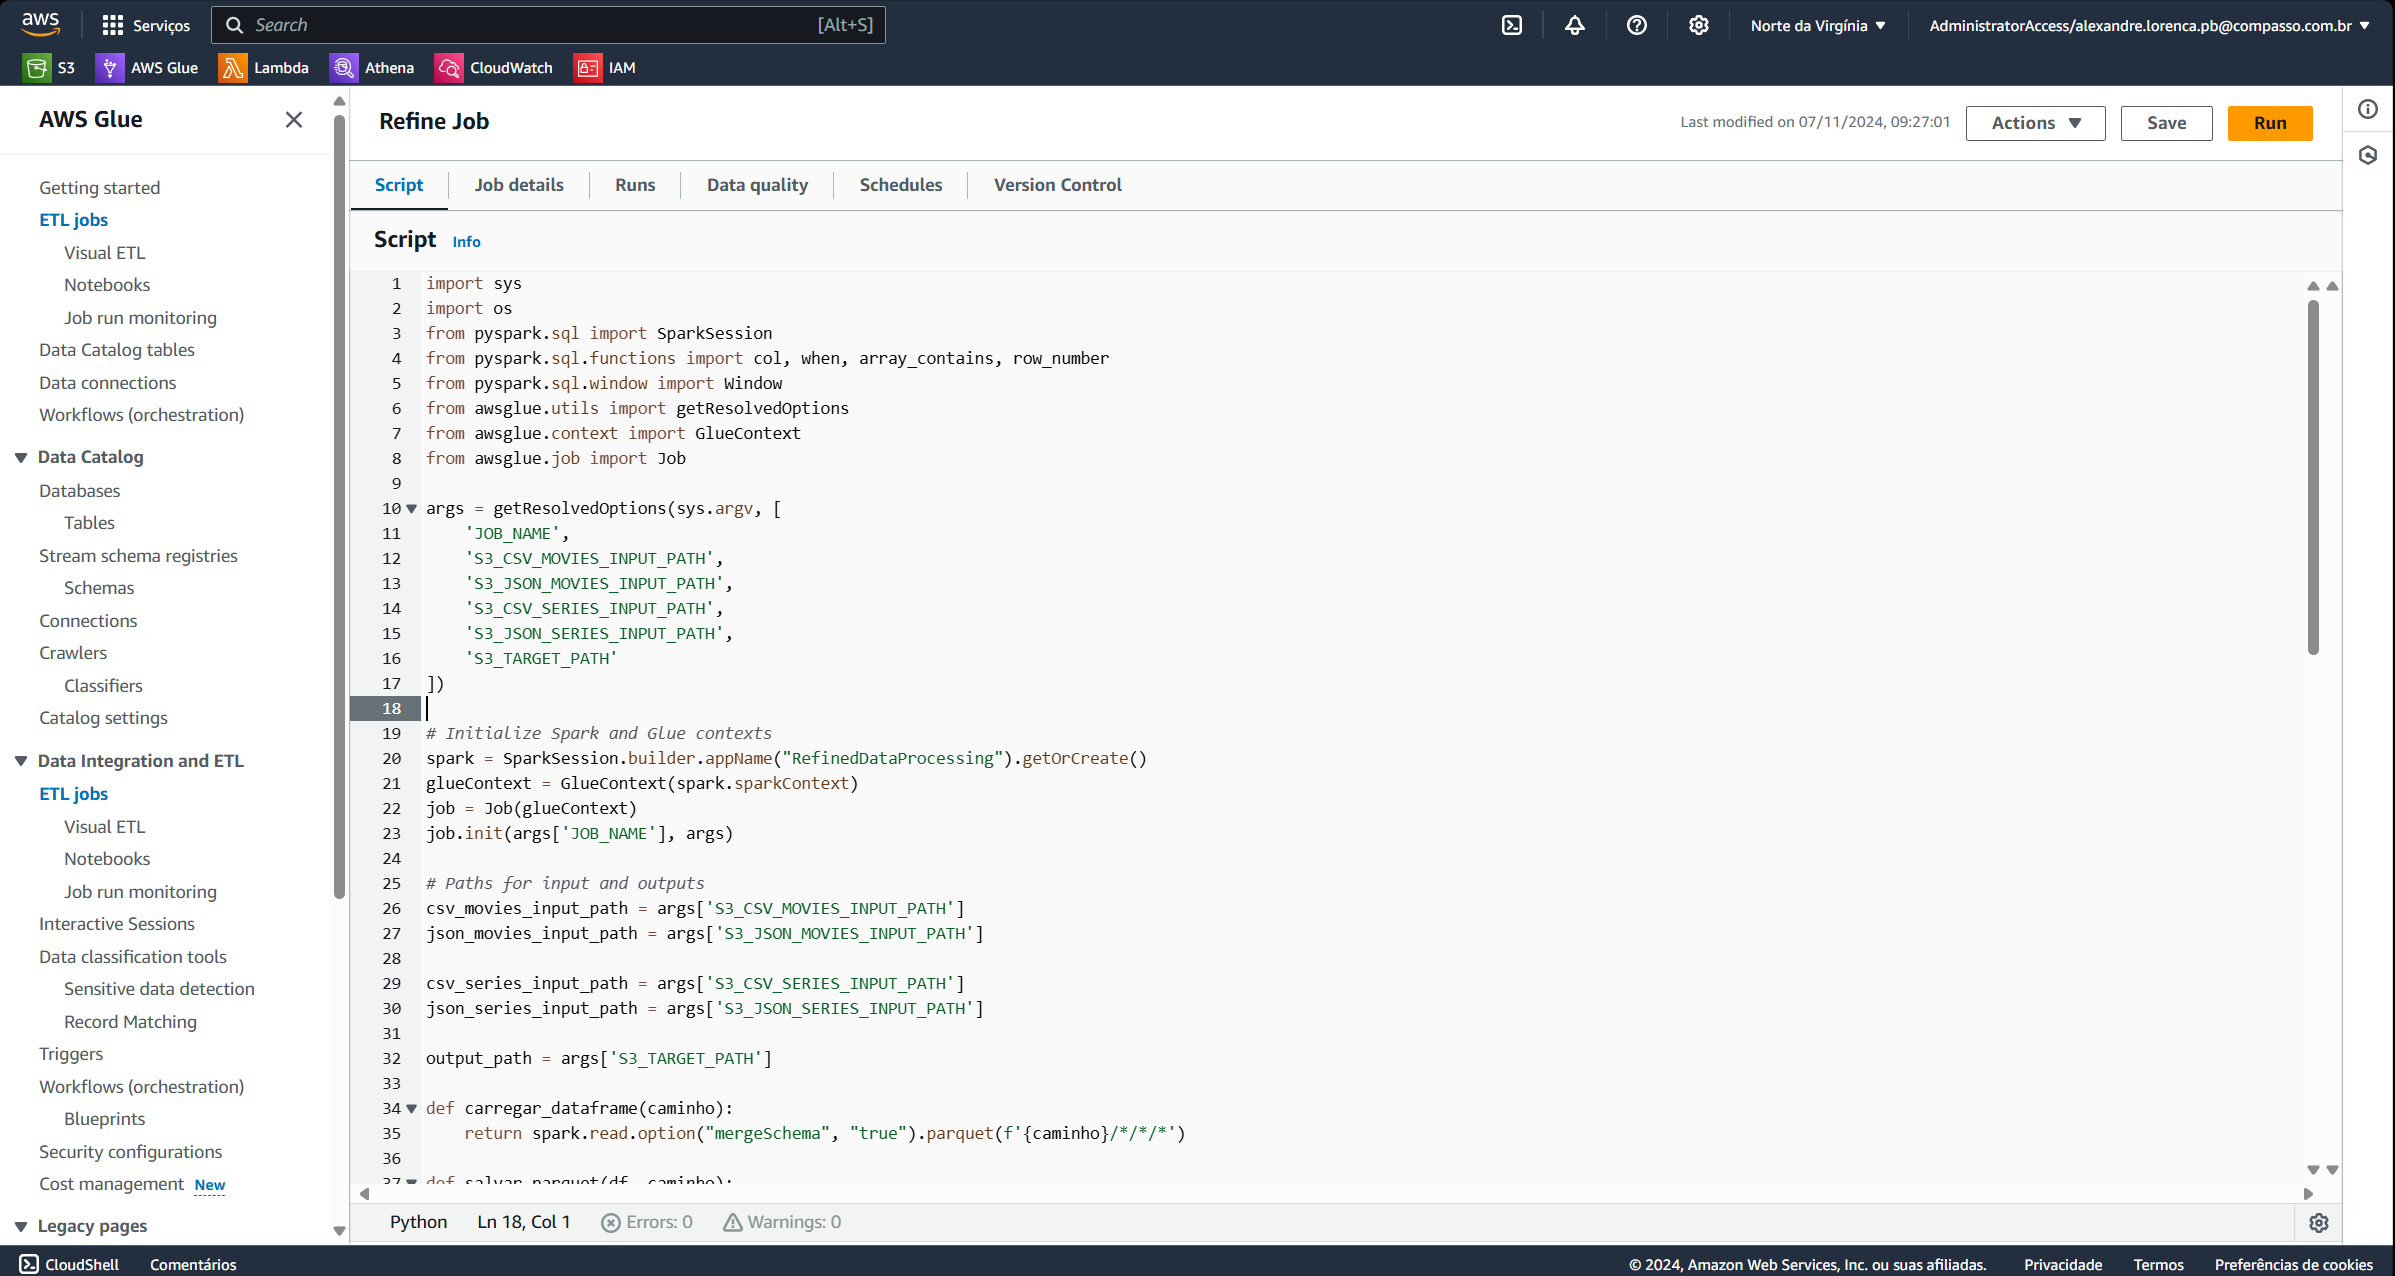 aws
Serviços
Search
[Alt+S]
Norte da Virgínia
AdministratorAccess/alexandre.lorenca.pb@compasso.com.br
S3
AWS Glue
Lambda
Athena
CloudWatch
IAM
AWS Glue
Getting started
ETL jobs
Visual ETL
Notebooks
Job run monitoring
Data Catalog tables
Data connections
Workflows (orchestration)
Data Catalog
Databases
Tables
Stream schema registries
Schemas
Connections
Crawlers
Classifiers
Catalog settings
Data Integration and ETL
ETL jobs
Visual ETL
Notebooks
Job run monitoring
Interactive Sessions
Data classification tools
Sensitive data detection
Record Matching
Triggers
Workflows (orchestration)
Blueprints
Security configurations
Cost management New
Legacy pages
Refine Job
Last modified on 07/11/2024, 09:27:01
Actions
Save
Run
Script
Job details
Runs
Data quality
Schedules
Version Control
Script Info
1 import sys
2 import os
3 from pyspark.sql import SparkSession
4 from pyspark.sql.functions import col, when, array_contains, row_number
5 from pyspark.sql.window import Window
6 from awsglue.utils import getResolvedOptions
7 from awsglue.context import GlueContext
8 from awsglue.job import Job
9
10 args = getResolvedOptions(sys.argv, [
11     'JOB_NAME',
12     'S3_CSV_MOVIES_INPUT_PATH',
13     'S3_JSON_MOVIES_INPUT_PATH',
14     'S3_CSV_SERIES_INPUT_PATH',
15     'S3_JSON_SERIES_INPUT_PATH',
16     'S3_TARGET_PATH'
17 ])
18
19 # Initialize Spark and Glue contexts
20 spark = SparkSession.builder.appName("RefinedDataProcessing").getOrCreate()
21 glueContext = GlueContext(spark.sparkContext)
22 job = Job(glueContext)
23 job.init(args['JOB_NAME'], args)
24
25 # Paths for input and outputs
26 csv_movies_input_path = args['S3_CSV_MOVIES_INPUT_PATH']
27 json_movies_input_path = args['S3_JSON_MOVIES_INPUT_PATH']
28
29 csv_series_input_path = args['S3_CSV_SERIES_INPUT_PATH']
30 json_series_input_path = args['S3_JSON_SERIES_INPUT_PATH']
31
32 output_path = args['S3_TARGET_PATH']
33
34 def carregar_dataframe(caminho):
35     return spark.read.option("mergeSchema", "true").parquet(f'{caminho}/*/*/*')
36
37 def salvar_parquet(df, caminho):
Python
Ln 18, Col 1
Errors: 0
Warnings: 0
CloudShell
Comentários
© 2024, Amazon Web Services, Inc. ou suas afiliadas.
Privacidade
Termos
Preferências de cookies